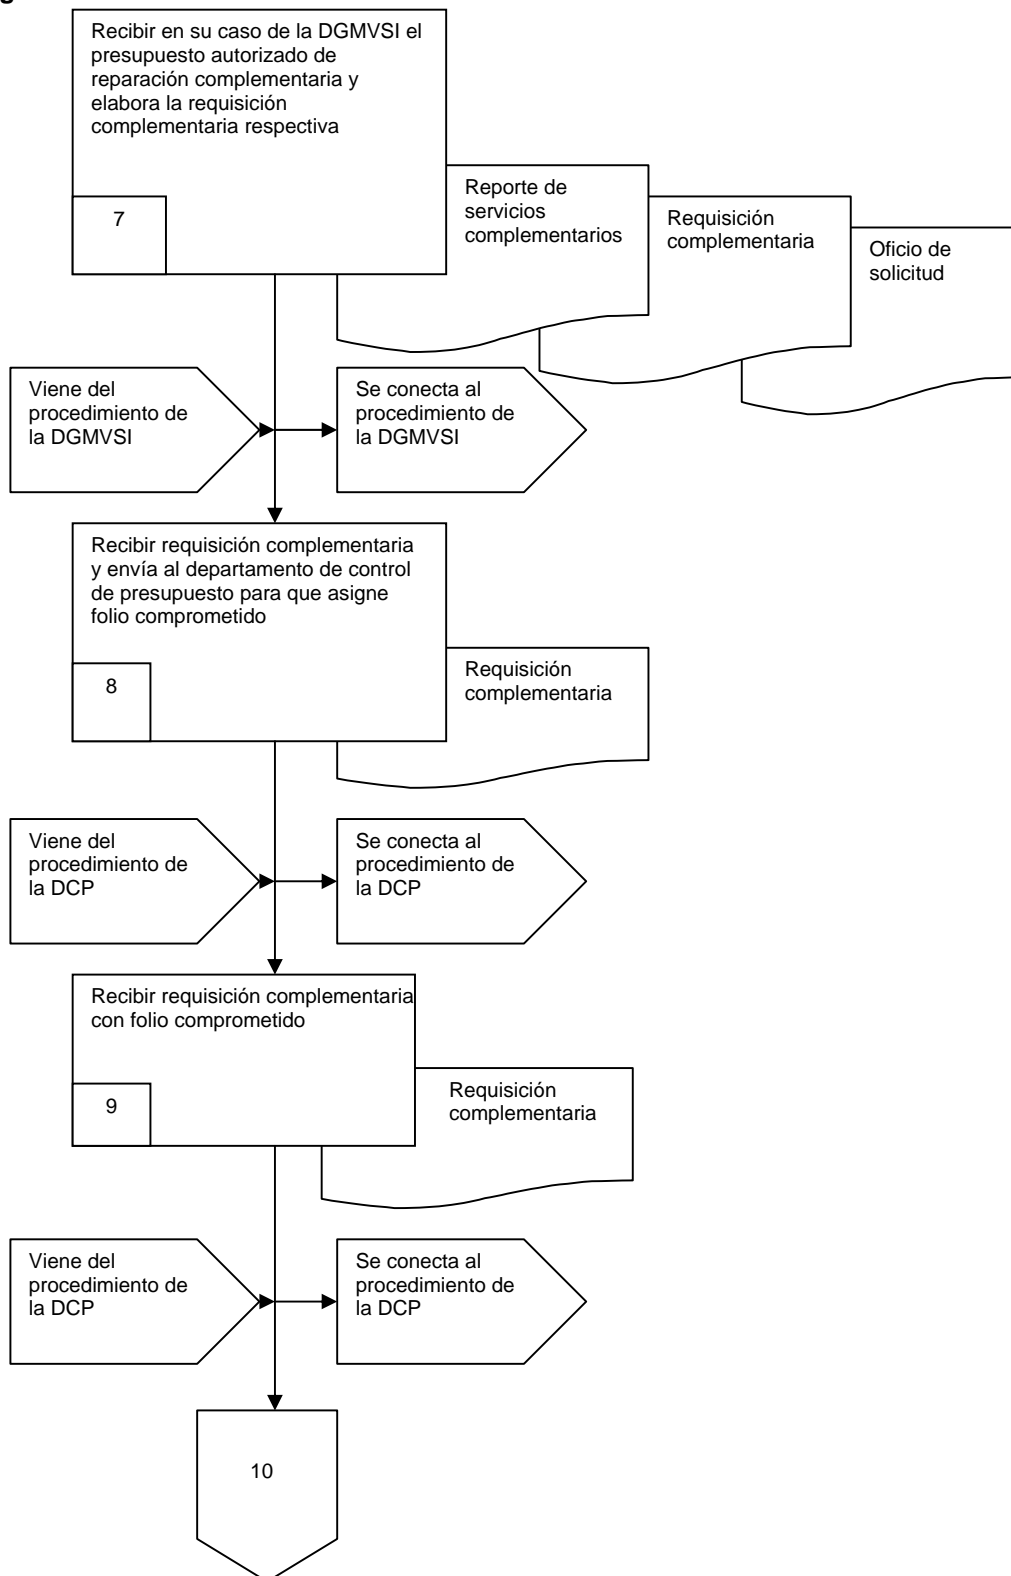 Recibir en su caso de la DGMVSI el
presupuesto autorizado de
reparación complementaria y
elabora la requisición
complementaria respectiva
7
Reporte de
servicios
complementarios
Requisición
complementaria
Oficio de
solicitud
Viene del
procedimiento de
la DGMVSI
Se conecta al
procedimiento de
la DGMVSI
Recibir requisición complementaria
y envía al departamento de control
de presupuesto para que asigne
folio comprometido
8
Requisición
complementaria
Viene del
procedimiento de
la DCP
Se conecta al
procedimiento de
la DCP
Recibir requisición complementaria
con folio comprometido
9
Requisición
complementaria
Viene del
procedimiento de
la DCP
Se conecta al
procedimiento de
la DCP
10